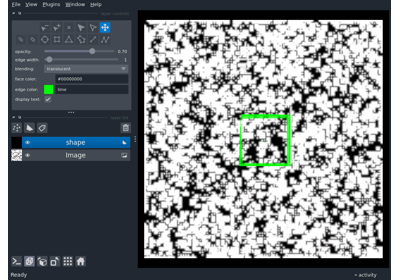 File View Plugins Window Help
opacity: 0.70
edge width: 1
blending: translucent
face color: #00000000
edge color: lime
display text: ✓
shape
Image
Ready
activity